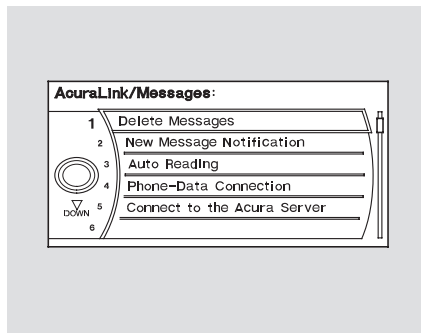 AcuraLink/Messages:
1 Delete Messages
2 New Message Notification
3 Auto Reading
4 Phone-Data Connection
5 Connect to the Acura Server
DOWN
6